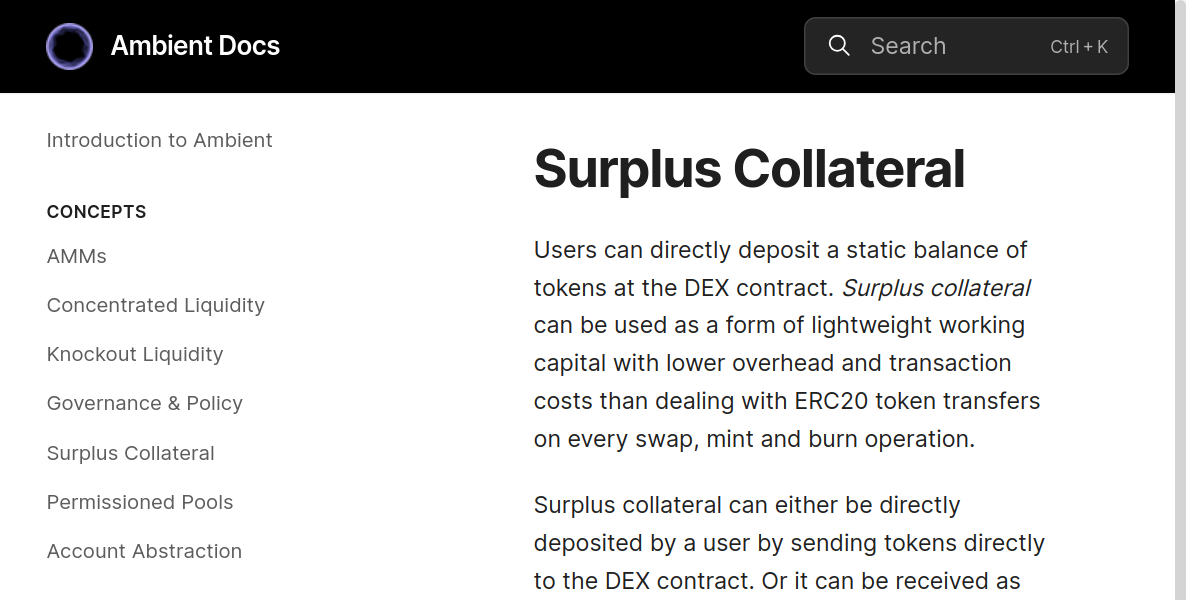 Ambient Docs
Search
Ctrl + K
Introduction to Ambient
CONCEPTS
AMMs
Concentrated Liquidity
Knockout Liquidity
Governance & Policy
Surplus Collateral
Permissioned Pools
Account Abstraction
Surplus Collateral
Users can directly deposit a static balance of
tokens at the DEX contract. Surplus collateral
can be used as a form of lightweight working
capital with lower overhead and transaction
costs than dealing with ERC20 token transfers
on every swap, mint and burn operation.
Surplus collateral can either be directly
deposited by a user by sending tokens directly
to the DEX contract. Or it can be received as